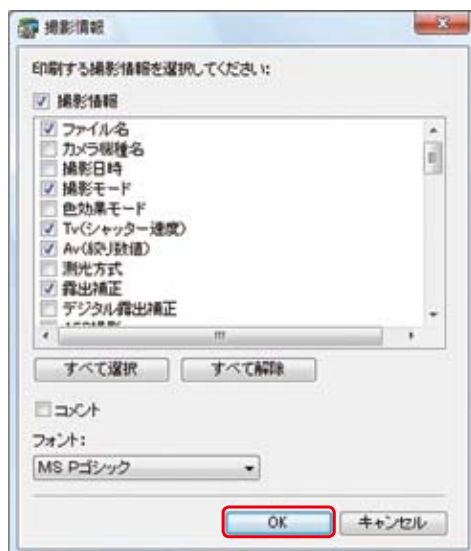 撮影情報
印刷する撮影情報を選択してください:
撮影情報
ファイル名
カメラ機種名
撮影日時
撮影モード
色効果モード
Tv(シャッター速度)
Av(絞り数値)
測光方式
露出補正
デジタル露出補正
すべて選択 すべて解除
コメント
フォント:
MS Pゴシック
OK キャンセル